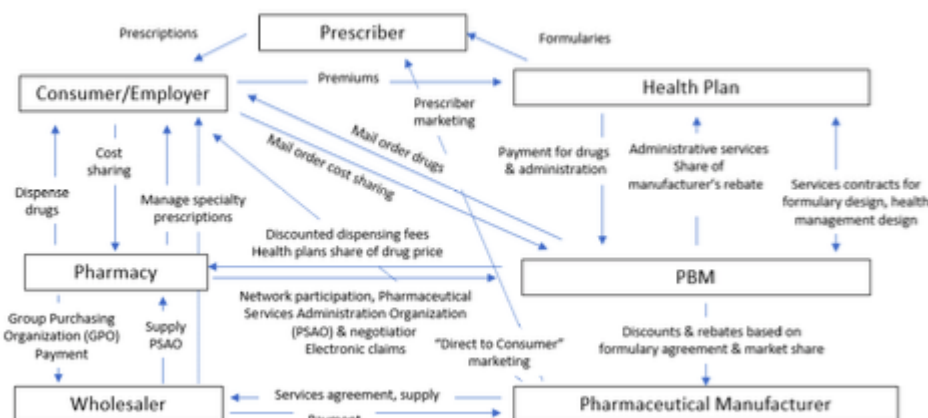 Prescriber
Prescriptions
Formularies
Consumer/Employer
Premiums
Health Plan
Prescriber
marketing
Cost
sharing
Mail order drugs
Mail order cost sharing
Payment for drugs
& administration
Administrative services
Share of
manufacturer's rebate
Dispense
drugs
Manage specialty
prescriptions
Services contracts for
formulary design, health
management design
Discounted dispensing fees
Health plans share of drug price
Pharmacy
PBM
Group Purchasing
Organization (GPO)
Payment
Supply
PSAO
Network participation, Pharmaceutical
Services Administration Organization
(PSAO) & negotiatior
Electronic claims
"Direct to Consumer"
marketing
Discounts & rebates based on
formulary agreement & market share
Wholesaler
Services agreement, supply
Payment
Pharmaceutical Manufacturer